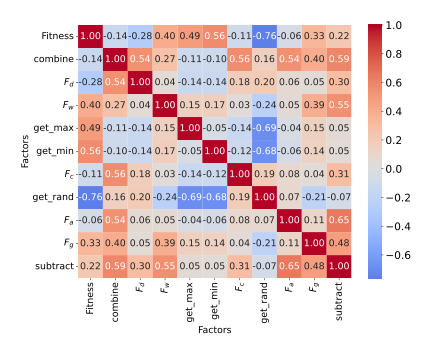 Fitness 1.00 -0.14 -0.28 0.40 0.49 0.56 -0.11 -0.76 -0.06 0.33 0.22
combine -0.14 1.00 0.54 0.27 -0.11 -0.10 0.56 0.16 0.54 0.40 0.59
F_d -0.28 0.54 1.00 0.04 -0.14 -0.14 0.18 0.20 0.06 0.05 0.30
F_w 0.40 0.27 0.04 1.00 0.15 0.17 0.03 -0.24 0.05 0.39 0.55
get_max 0.49 -0.11 -0.14 0.15 1.00 -0.05 -0.14 -0.69 -0.04 0.15 0.05
get_min 0.56 -0.10 -0.14 0.17 -0.05 1.00 -0.12 -0.68 -0.06 0.14 0.05
F_c -0.11 0.56 0.18 0.03 -0.14 -0.12 1.00 0.19 0.08 0.04 0.31
get_rand -0.76 0.16 0.20 -0.24 -0.69 -0.68 0.19 1.00 0.07 -0.21 -0.07
F_a -0.06 0.54 0.06 0.05 -0.04 -0.06 0.08 0.07 1.00 0.11 0.65
F_g 0.33 0.40 0.05 0.39 0.15 0.14 0.04 -0.21 0.11 1.00 0.48
subtract 0.22 0.59 0.30 0.55 0.05 0.05 0.31 -0.07 0.65 0.48 1.00
Factors
Fitness combine F_d F_w get_max get_min F_c get_rand F_a F_g subtract
Factors
1.0
0.8
0.6
0.4
0.2
0.0
−0.2
−0.4
−0.6